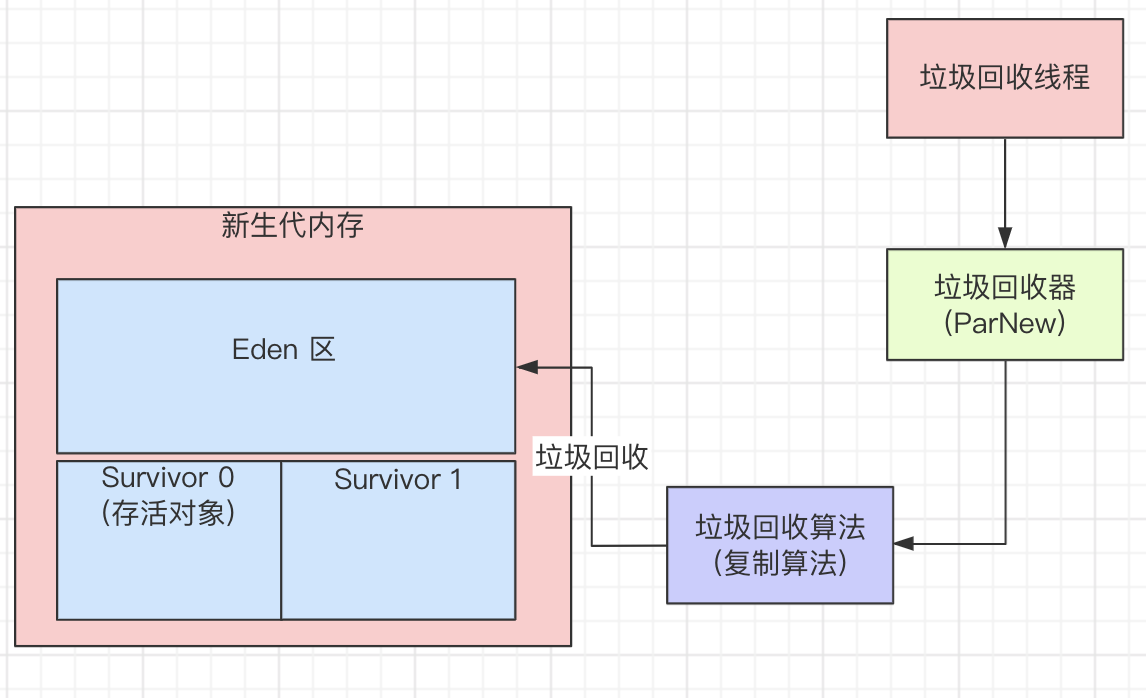 垃圾回收线程
新生代内存
垃圾回收器
(ParNew)
Eden 区
垃圾回收
Survivor 0
(存活对象)
Survivor 1
垃圾回收算法
(复制算法)